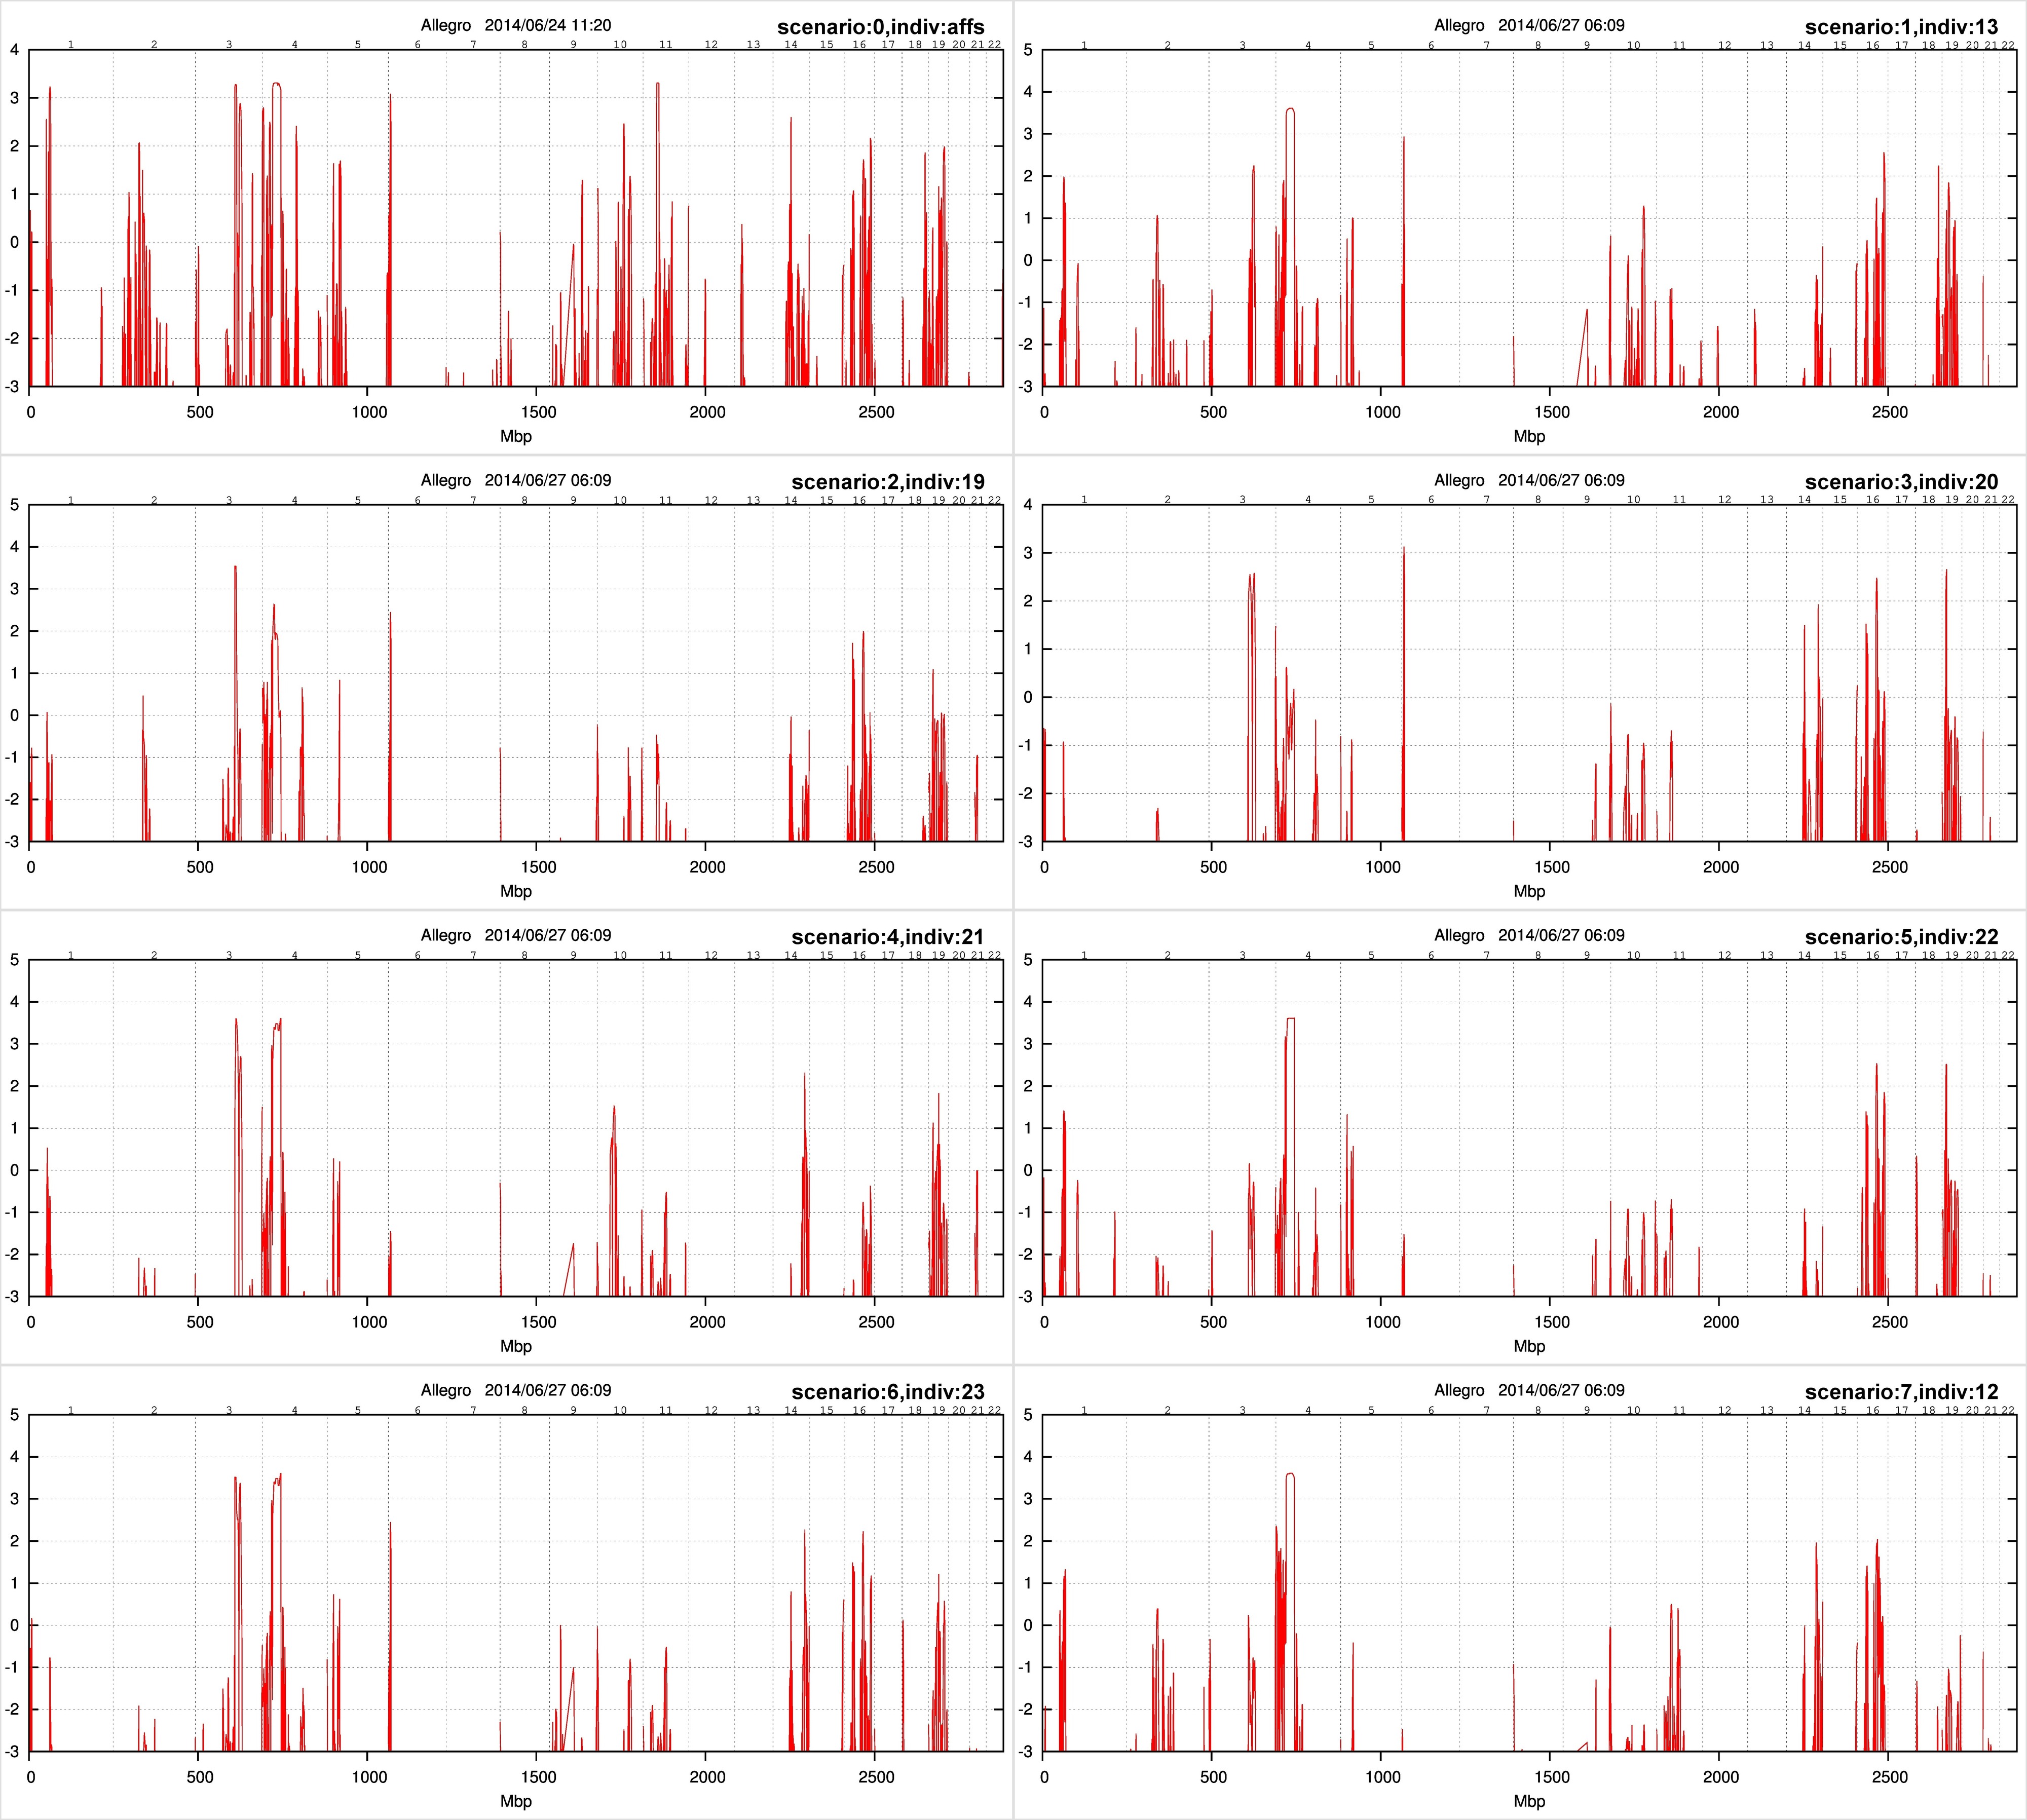 Allegro 2014/06/24 11:20 scenario:0,indiv:affs
1 2 3 4 5 6 7 8 9 10 11 12 13 14 15 16 17 18 19 20 21 22
4
3
2
1
0
-1
-2
-3
0 500 1000 1500 2000 2500
Mbp
Allegro 2014/06/27 06:09 scenario:1,indiv:13
1 2 3 4 5 6 7 8 9 10 11 12 13 14 15 16 17 18 19 20 21 22
5
4
3
2
1
0
-1
-2
-3
0 500 1000 1500 2000 2500
Mbp
Allegro 2014/06/27 06:09 scenario:2,indiv:19
1 2 3 4 5 6 7 8 9 10 11 12 13 14 15 16 17 18 19 20 21 22
5
4
3
2
1
0
-1
-2
-3
0 500 1000 1500 2000 2500
Mbp
Allegro 2014/06/27 06:09 scenario:3,indiv:20
1 2 3 4 5 6 7 8 9 10 11 12 13 14 15 16 17 18 19 20 21 22
4
3
2
1
0
-1
-2
-3
0 500 1000 1500 2000 2500
Mbp
Allegro 2014/06/27 06:09 scenario:4,indiv:21
1 2 3 4 5 6 7 8 9 10 11 12 13 14 15 16 17 18 19 20 21 22
5
4
3
2
1
0
-1
-2
-3
0 500 1000 1500 2000 2500
Mbp
Allegro 2014/06/27 06:09 scenario:5,indiv:22
1 2 3 4 5 6 7 8 9 10 11 12 13 14 15 16 17 18 19 20 21 22
5
4
3
2
1
0
-1
-2
-3
0 500 1000 1500 2000 2500
Mbp
Allegro 2014/06/27 06:09 scenario:6,indiv:23
1 2 3 4 5 6 7 8 9 10 11 12 13 14 15 16 17 18 19 20 21 22
5
4
3
2
1
0
-1
-2
-3
0 500 1000 1500 2000 2500
Mbp
Allegro 2014/06/27 06:09 scenario:7,indiv:12
1 2 3 4 5 6 7 8 9 10 11 12 13 14 15 16 17 18 19 20 21 22
5
4
3
2
1
0
-1
-2
-3
0 500 1000 1500 2000 2500
Mbp